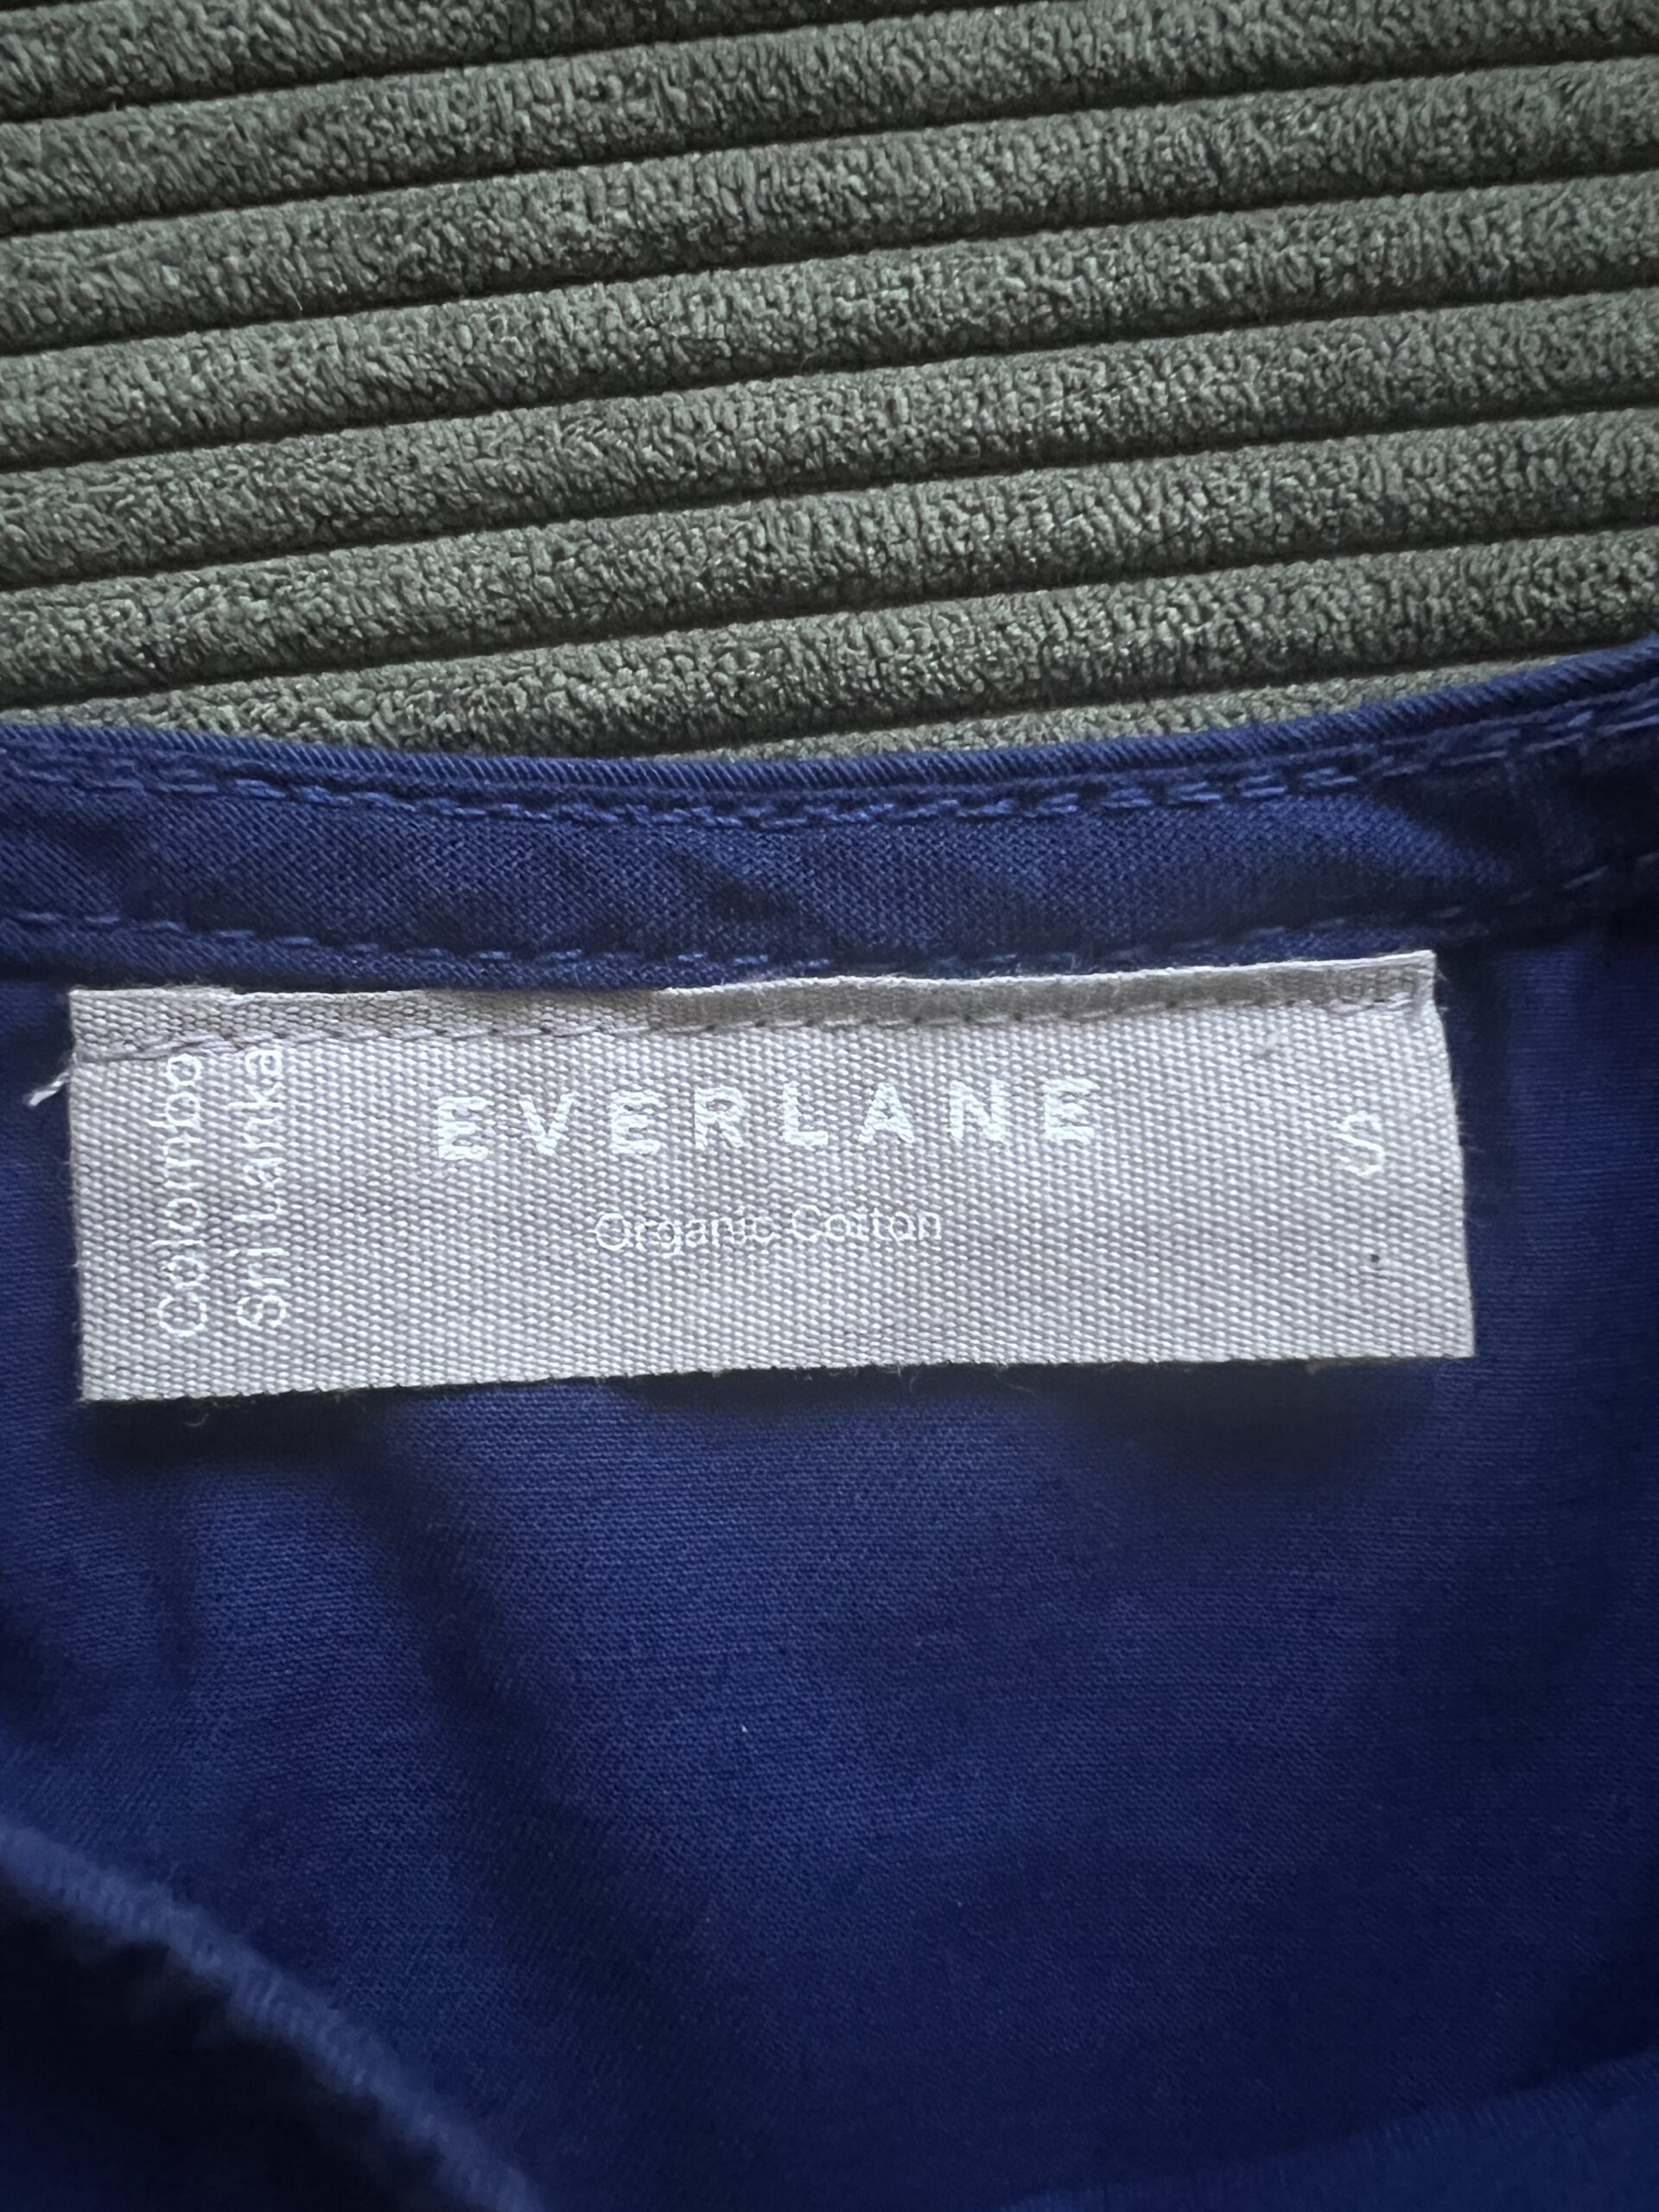 EVERLANE
Organic Cotton
S
Colombo
Sri Lanka